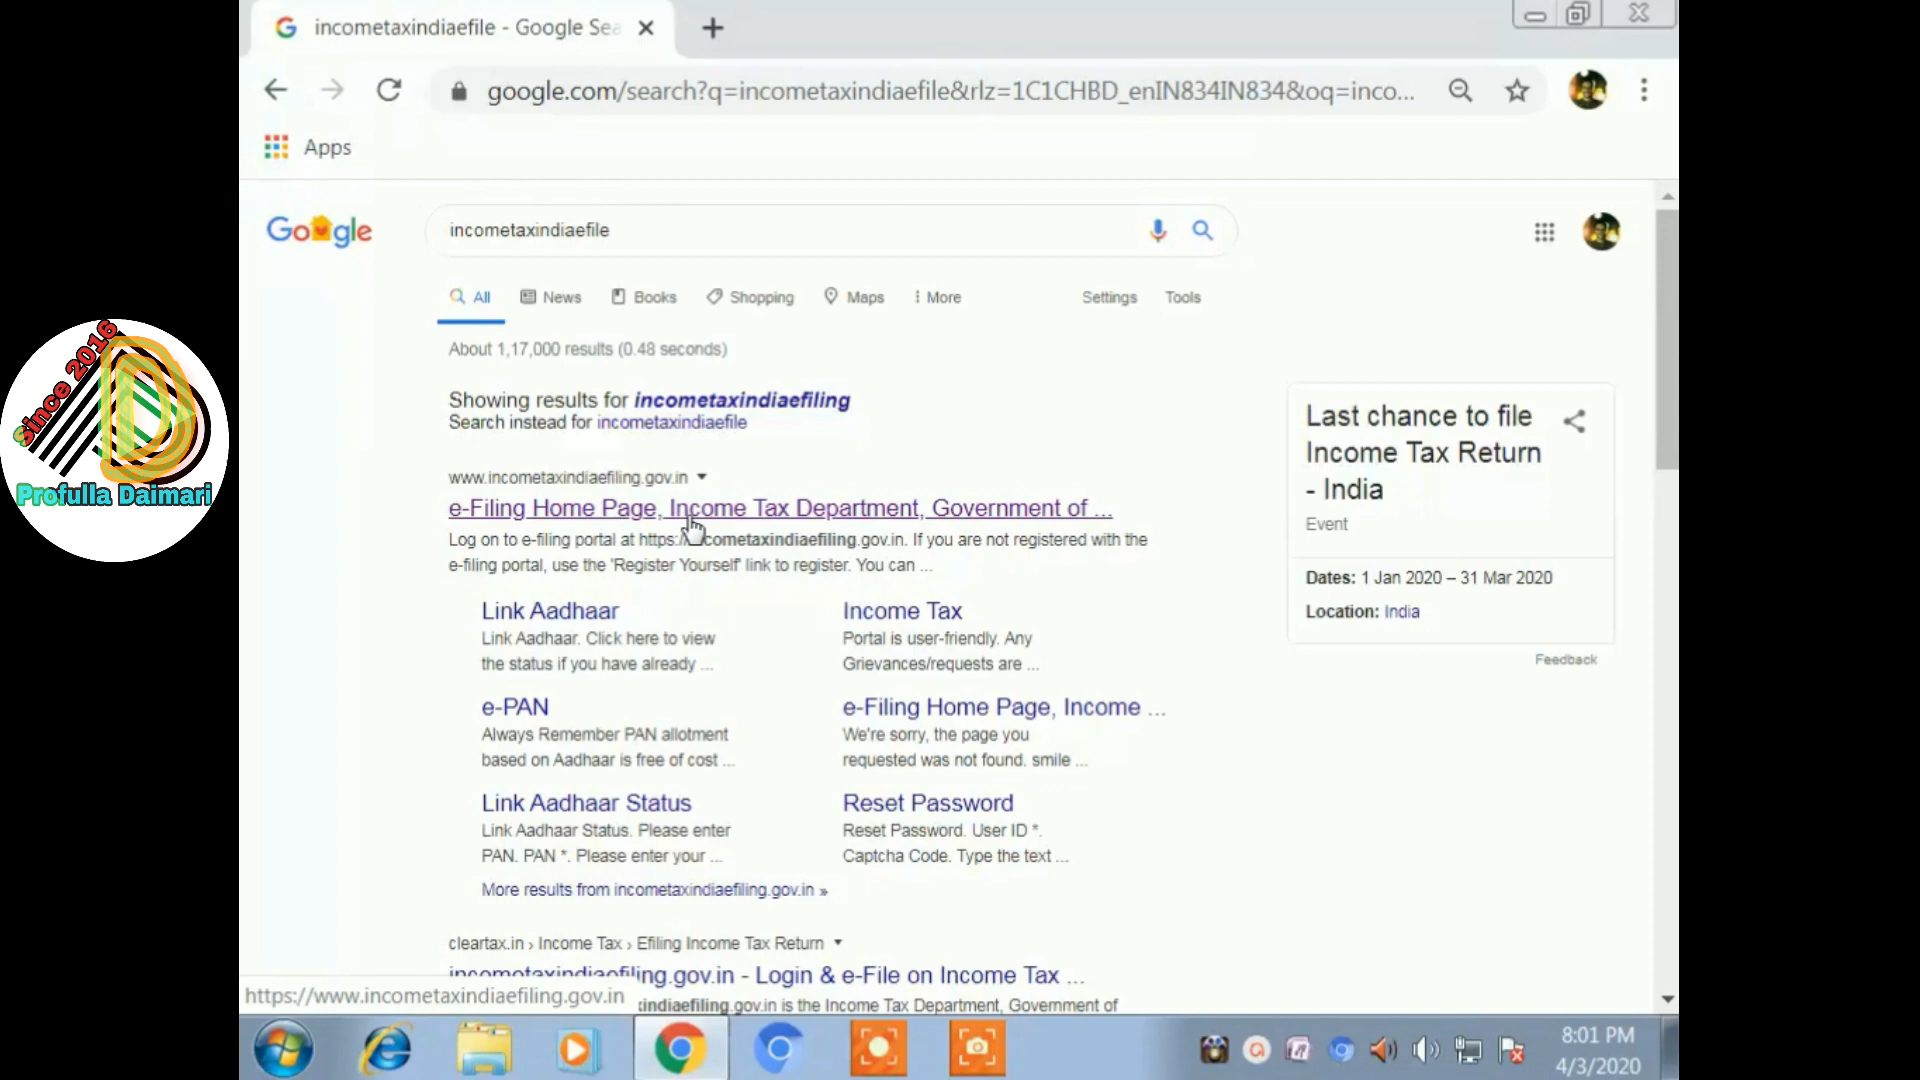 incometaxindiaefile - Google Sea
google.com/search?q=incometaxindiaefile&rlz=1C1CHBD_enIN834IN834&oq=inco...
Apps
Google
incometaxindiaefile
All
News
Books
Shopping
Maps
More
Settings
Tools
About 1,17,000 results (0.48 seconds)
Showing results for incometaxindiaefiling
Search instead for incometaxindiaefile
www.incometaxindiaefiling.gov.in
e-Filing Home Page, Income Tax Department, Government of ...
Log on to e-filing portal at https://incometaxindiaefiling.gov.in. If you are not registered with the
e-filing portal, use the 'Register Yourself' link to register. You can ...
Link Aadhaar
Link Aadhaar. Click here to view
the status if you have already ...
Income Tax
Portal is user-friendly. Any
Grievances/requests are ...
e-PAN
Always Remember PAN allotment
based on Aadhaar is free of cost ...
e-Filing Home Page, Income ...
We're sorry, the page you
requested was not found. smile ...
Link Aadhaar Status
Link Aadhaar Status. Please enter
PAN. PAN *. Please enter your ...
Reset Password
Reset Password. User ID *.
Captcha Code. Type the text ...
More results from incometaxindiaefiling.gov.in »
cleartax.in › Income Tax › Efiling Income Tax Return
incometaxindiaefiling.gov.in - Login & e-File on Income Tax ...
tindiaefiling.gov.in is the Income Tax Department, Government of
https://www.incometaxindiaefiling.gov.in
Last chance to file
Income Tax Return
- India
Event
Dates: 1 Jan 2020 – 31 Mar 2020
Location: India
Feedback
Since 2016
Profulla Daimari
8:01 PM
4/3/2020